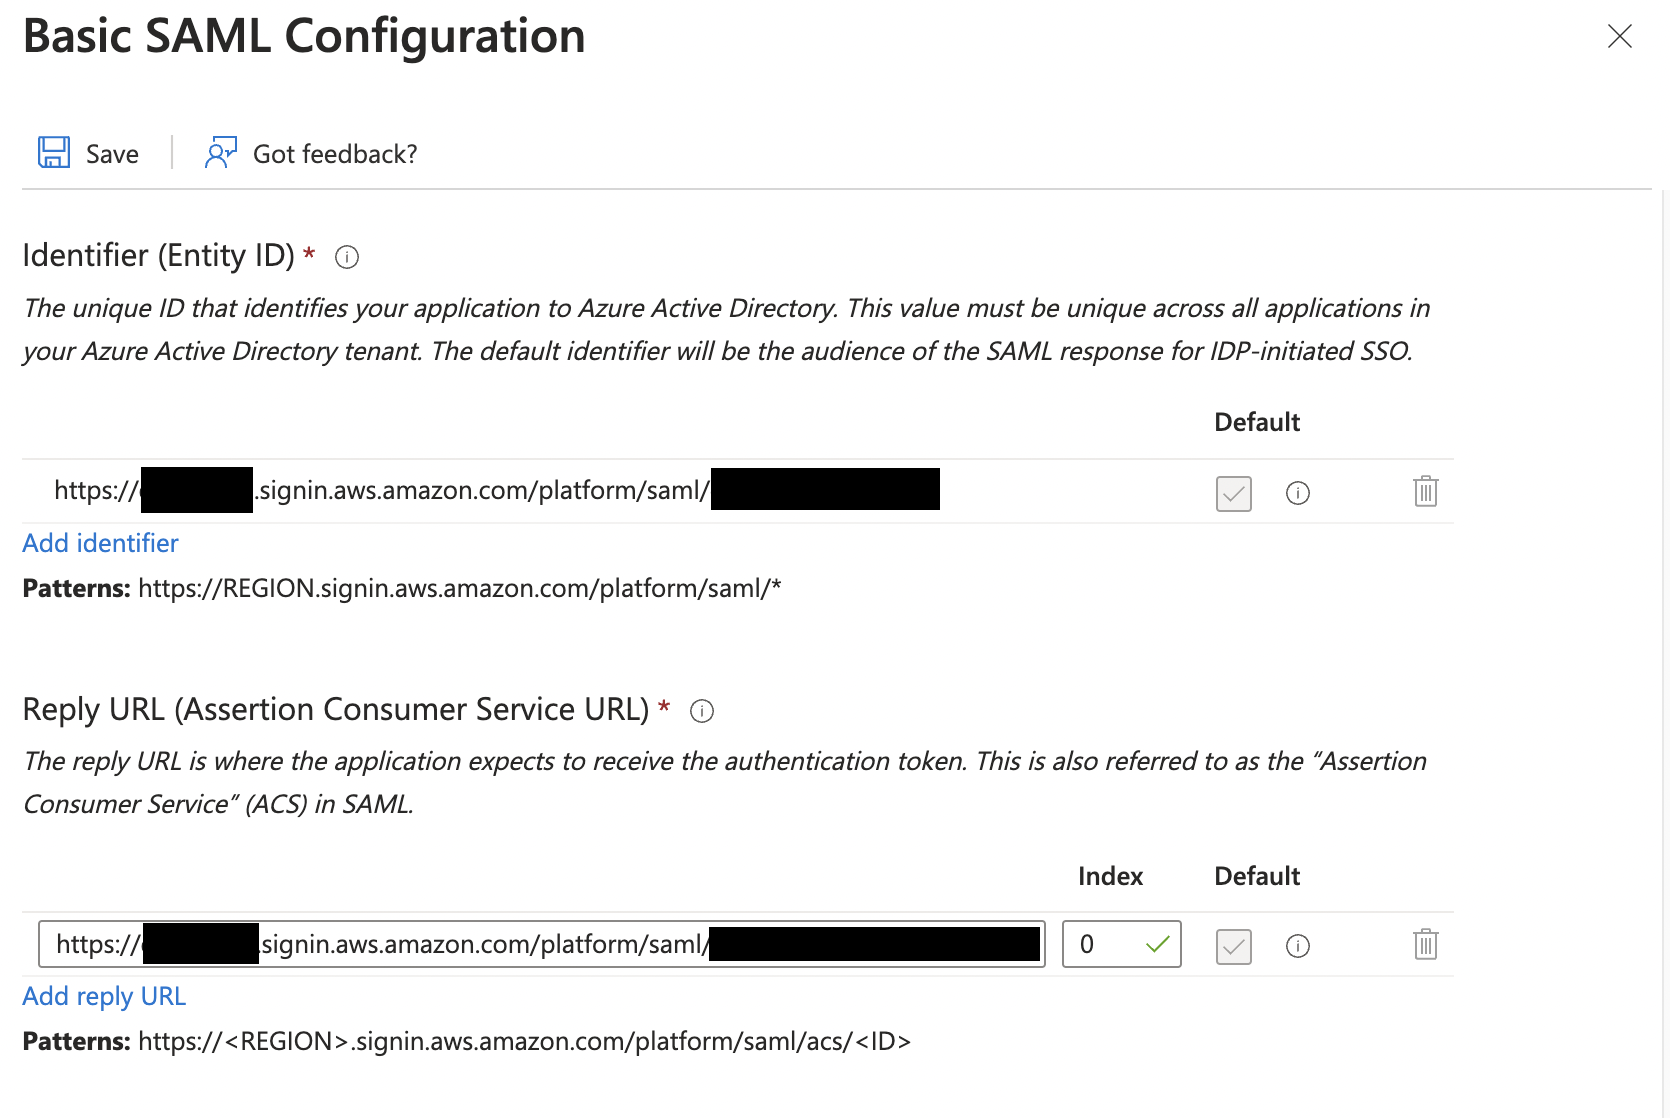 Basic SAML Configuration
Save
Got feedback?
Identifier (Entity ID) *
The unique ID that identifies your application to Azure Active Directory. This value must be unique across all applications in
your Azure Active Directory tenant. The default identifier will be the audience of the SAML response for IDP-initiated SSO.
Default
https:// .signin.aws.amazon.com/platform/saml/
Add identifier
Patterns: https://REGION.signin.aws.amazon.com/platform/saml/*
Reply URL (Assertion Consumer Service URL) *
The reply URL is where the application expects to receive the authentication token. This is also referred to as the “Assertion
Consumer Service” (ACS) in SAML.
Index Default
https:// .signin.aws.amazon.com/platform/saml/ 0
Add reply URL
Patterns: https://<REGION>.signin.aws.amazon.com/platform/saml/acs/<ID>